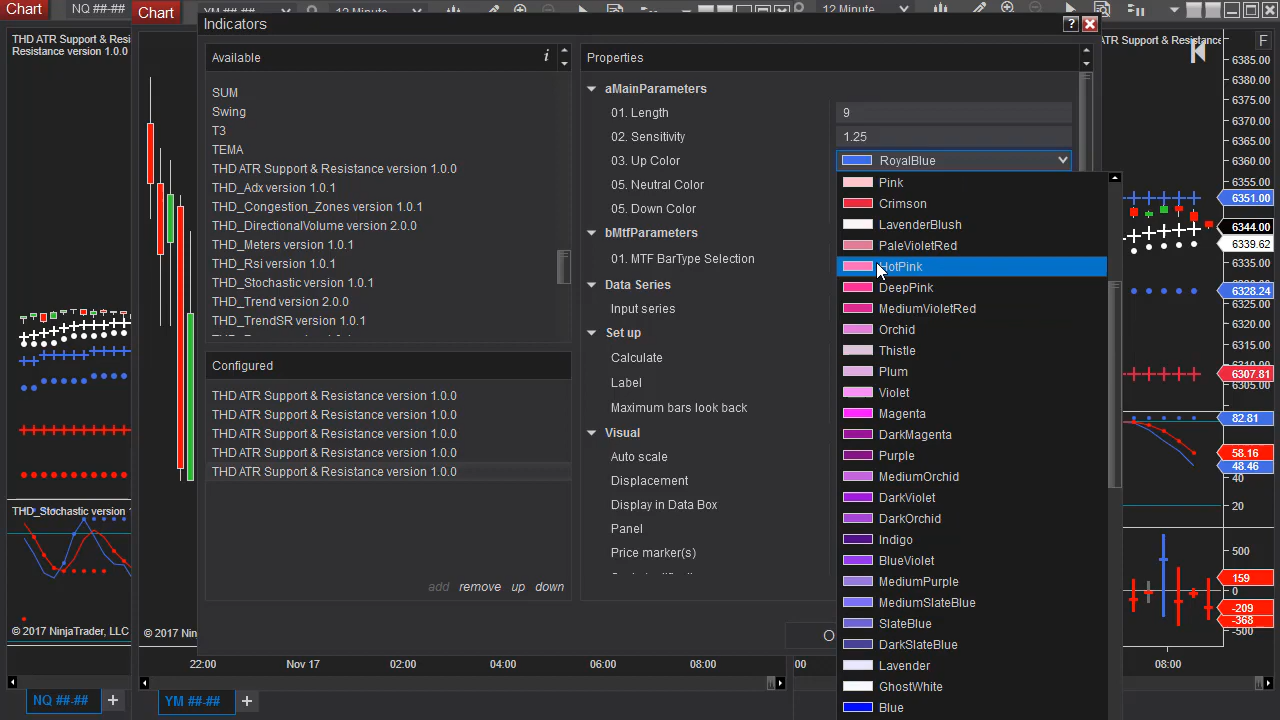 Chart
NQ ##-##
Chart
YM ##-##
12 Minute
12 Minute
THD ATR Support & R
Resistance version 1.0.0
Indicators
?
Available
i
SUM
Swing
T3
TEMA
THD ATR Support & Resistance version 1.0.0
THD_Adx version 1.0.1
THD_Congestion_Zones version 1.0.1
THD_DirectionalVolume version 2.0.0
THD_Meters version 1.0.1
THD_Rsi version 1.0.1
THD_Stochastic version 1.0.1
THD_Trend version 2.0.0
THD_TrendSR version 1.0.1
Configured
THD ATR Support & Resistance version 1.0.0
THD ATR Support & Resistance version 1.0.0
THD ATR Support & Resistance version 1.0.0
THD ATR Support & Resistance version 1.0.0
THD ATR Support & Resistance version 1.0.0
add remove up down
Properties
aMainParameters
01. Length 9
02. Sensitivity 1.25
03. Up Color RoyalBlue
05. Neutral Color
05. Down Color
bMtfParameters
01. MTF BarType Selection
Data Series
Input series
Set up
Calculate
Label
Maximum bars look back
Visual
Auto scale
Displacement
Display in Data Box
Panel
Price marker(s)
Pink
Crimson
LavenderBlush
PaleVioletRed
HotPink
DeepPink
MediumVioletRed
Orchid
Thistle
Plum
Violet
Magenta
DarkMagenta
Purple
MediumOrchid
DarkViolet
DarkOrchid
Indigo
BlueViolet
MediumPurple
MediumSlateBlue
SlateBlue
DarkSlateBlue
Lavender
GhostWhite
Blue
O
TR Support & Resistance
F
6385.00
6380.00
6375.00
6370.00
6365.00
6360.00
6355.00
6351.00
6344.00
6339.62
6335.00
6328.24
6325.00
6320.00
6315.00
6307.81
6305.00
82.81
58.16
48.46
40
20
500
159
0
-209
-368
-500
THD_Stochastic version 1
© 2017 NinjaTrader, LLC
© 2017 N
22:00
Nov 17
02:00
04:00
06:00
08:00
:00
08:00
NQ ##-##
+
YM ##-##
+